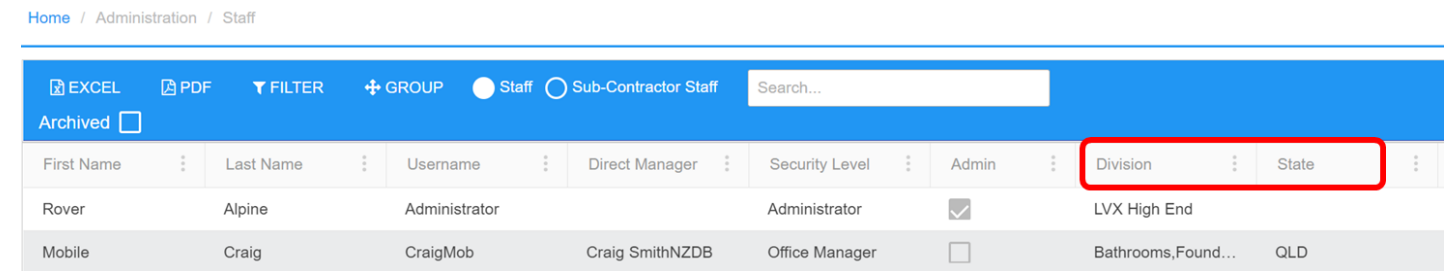 Home / Administration / Staff
EXCEL PDF FILTER GROUP Staff Sub-Contractor Staff Search...
Archived
First Name Last Name Username Direct Manager Security Level Admin Division State
Rover Alpine Administrator Administrator LVX High End
Mobile Craig CraigMob Craig SmithNZDB Office Manager Bathrooms,Found... QLD